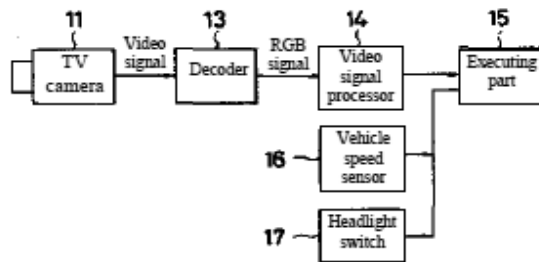 11
TV
camera
Video
signal
13
Decoder
RGB
signal
14
Video
signal
processor
15
Executing
part
16
Vehicle
speed
sensor
17
Headlight
switch